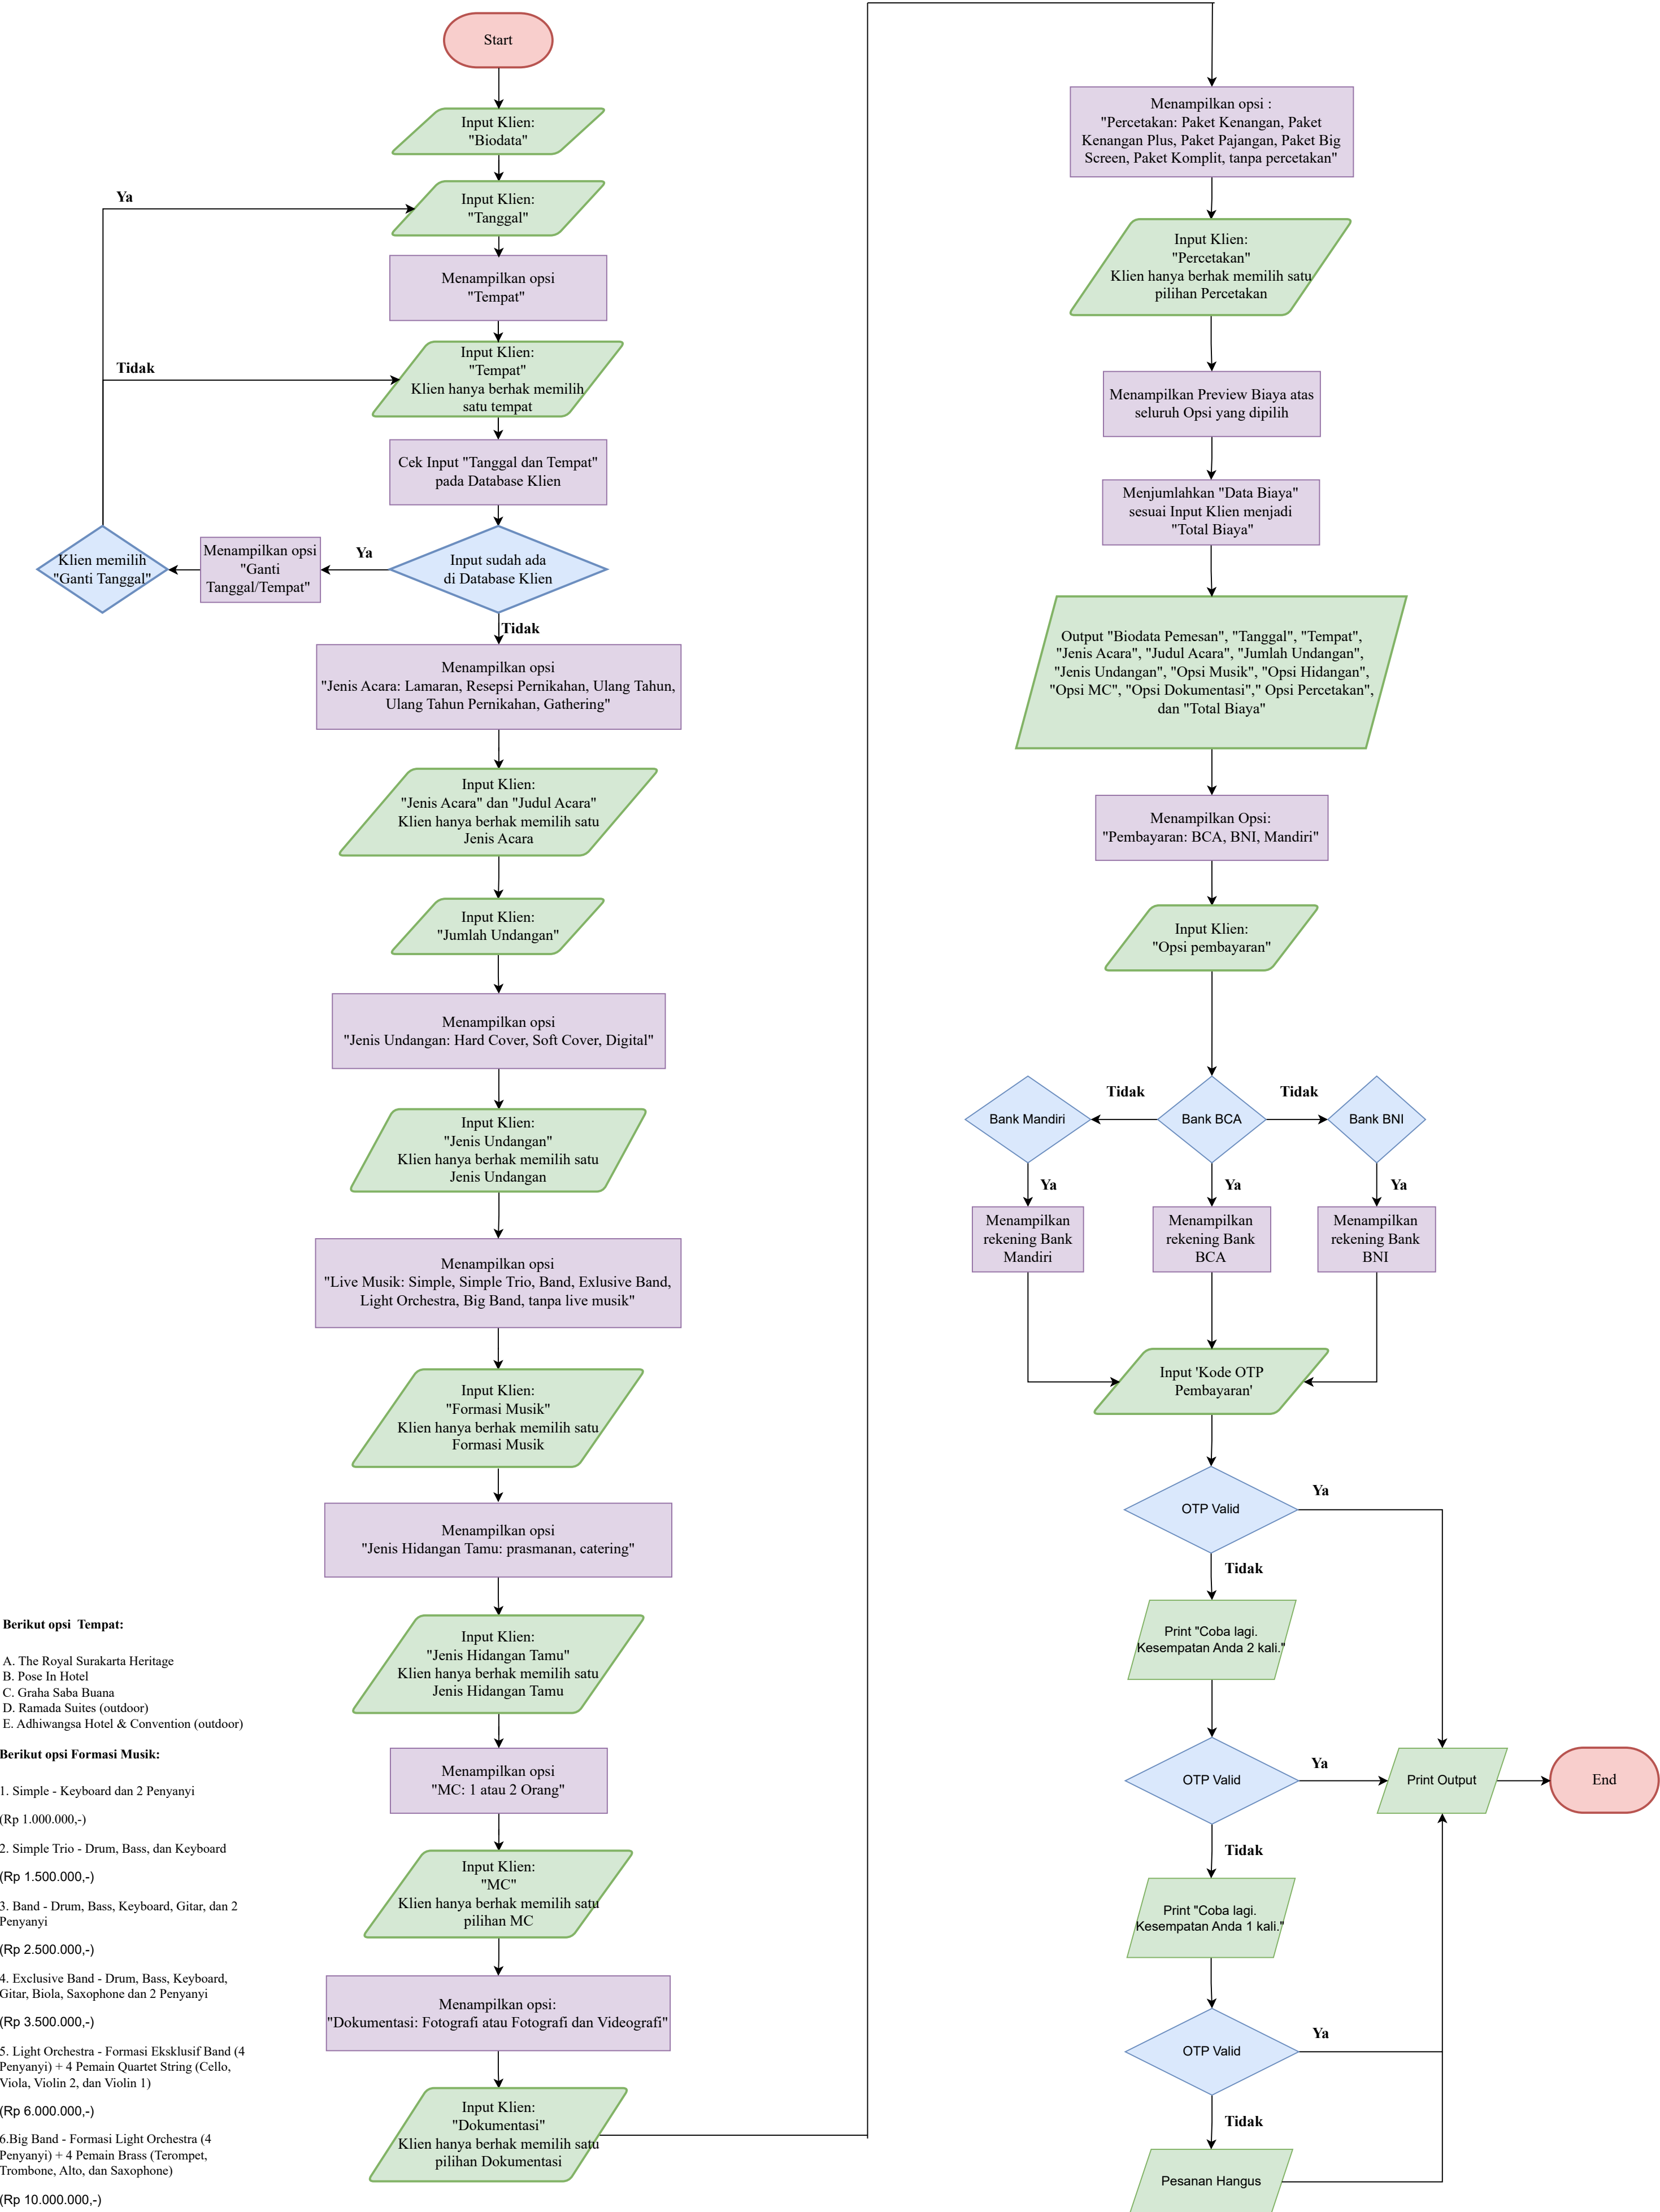 Start
Input Klien:
"Biodata"
Ya
Input Klien:
"Tanggal"
Menampilkan opsi
"Tempat"
Tidak
Input Klien:
"Tempat"
Klien hanya berhak memilih
satu tempat
Cek Input "Tanggal dan Tempat"
pada Database Klien
Input sudah ada
di Database Klien
Ya
Menampilkan opsi
"Ganti
Tanggal/Tempat"
Klien memilih
"Ganti Tanggal"
Tidak
Menampilkan opsi
"Jenis Acara: Lamaran, Resepsi Pernikahan, Ulang Tahun,
Ulang Tahun Pernikahan, Gathering"
Input Klien:
"Jenis Acara" dan "Judul Acara"
Klien hanya berhak memilih satu
Jenis Acara
Input Klien:
"Jumlah Undangan"
Menampilkan opsi
"Jenis Undangan: Hard Cover, Soft Cover, Digital"
Input Klien:
"Jenis Undangan"
Klien hanya berhak memilih satu
Jenis Undangan
Menampilkan opsi
"Live Musik: Simple, Simple Trio, Band, Exlusive Band,
Light Orchestra, Big Band, tanpa live musik"
Input Klien:
"Formasi Musik"
Klien hanya berhak memilih satu
Formasi Musik
Menampilkan opsi
"Jenis Hidangan Tamu: prasmanan, catering"
Input Klien:
"Jenis Hidangan Tamu"
Klien hanya berhak memilih satu
Jenis Hidangan Tamu
Menampilkan opsi
"MC: 1 atau 2 Orang"
Input Klien:
"MC"
Klien hanya berhak memilih satu
pilihan MC
Menampilkan opsi:
"Dokumentasi: Fotografi atau Fotografi dan Videografi"
Input Klien:
"Dokumentasi"
Klien hanya berhak memilih satu
pilihan Dokumentasi
Berikut opsi  Tempat:
A. The Royal Surakarta Heritage
B. Pose In Hotel
C. Graha Saba Buana
D. Ramada Suites (outdoor)
E. Adhiwangsa Hotel & Convention (outdoor)
Berikut opsi Formasi Musik:
1. Simple - Keyboard dan 2 Penyanyi
(Rp 1.000.000,-)
2. Simple Trio - Drum, Bass, dan Keyboard
(Rp 1.500.000,-)
3. Band - Drum, Bass, Keyboard, Gitar, dan 2
Penyanyi
(Rp 2.500.000,-)
4. Exclusive Band - Drum, Bass, Keyboard,
Gitar, Biola, Saxophone dan 2 Penyanyi
(Rp 3.500.000,-)
5. Light Orchestra - Formasi Eksklusif Band (4
Penyanyi) + 4 Pemain Quartet String (Cello,
Viola, Violin 2, dan Violin 1)
(Rp 6.000.000,-)
6.Big Band - Formasi Light Orchestra (4
Penyanyi) + 4 Pemain Brass (Terompet,
Trombone, Alto, dan Saxophone)
(Rp 10.000.000,-)
Menampilkan opsi :
"Percetakan: Paket Kenangan, Paket
Kenangan Plus, Paket Pajangan, Paket Big
Screen, Paket Komplit, tanpa percetakan"
Input Klien:
"Percetakan"
Klien hanya berhak memilih satu
pilihan Percetakan
Menampilkan Preview Biaya atas
seluruh Opsi yang dipilih
Menjumlahkan "Data Biaya"
sesuai Input Klien menjadi
"Total Biaya"
Output "Biodata Pemesan", "Tanggal", "Tempat",
"Jenis Acara", "Judul Acara", "Jumlah Undangan",
"Jenis Undangan", "Opsi Musik", "Opsi Hidangan",
"Opsi MC", "Opsi Dokumentasi"," Opsi Percetakan",
dan "Total Biaya"
Menampilkan Opsi:
"Pembayaran: BCA, BNI, Mandiri"
Input Klien:
"Opsi pembayaran"
Bank Mandiri
Tidak
Bank BCA
Tidak
Bank BNI
Ya
Ya
Ya
Menampilkan
rekening Bank
Mandiri
Menampilkan
rekening Bank
BCA
Menampilkan
rekening Bank
BNI
Input 'Kode OTP
Pembayaran'
OTP Valid
Ya
Tidak
Print "Coba lagi.
Kesempatan Anda 2 kali."
OTP Valid
Ya
Print Output
End
Tidak
Print "Coba lagi.
Kesempatan Anda 1 kali."
OTP Valid
Ya
Tidak
Pesanan Hangus